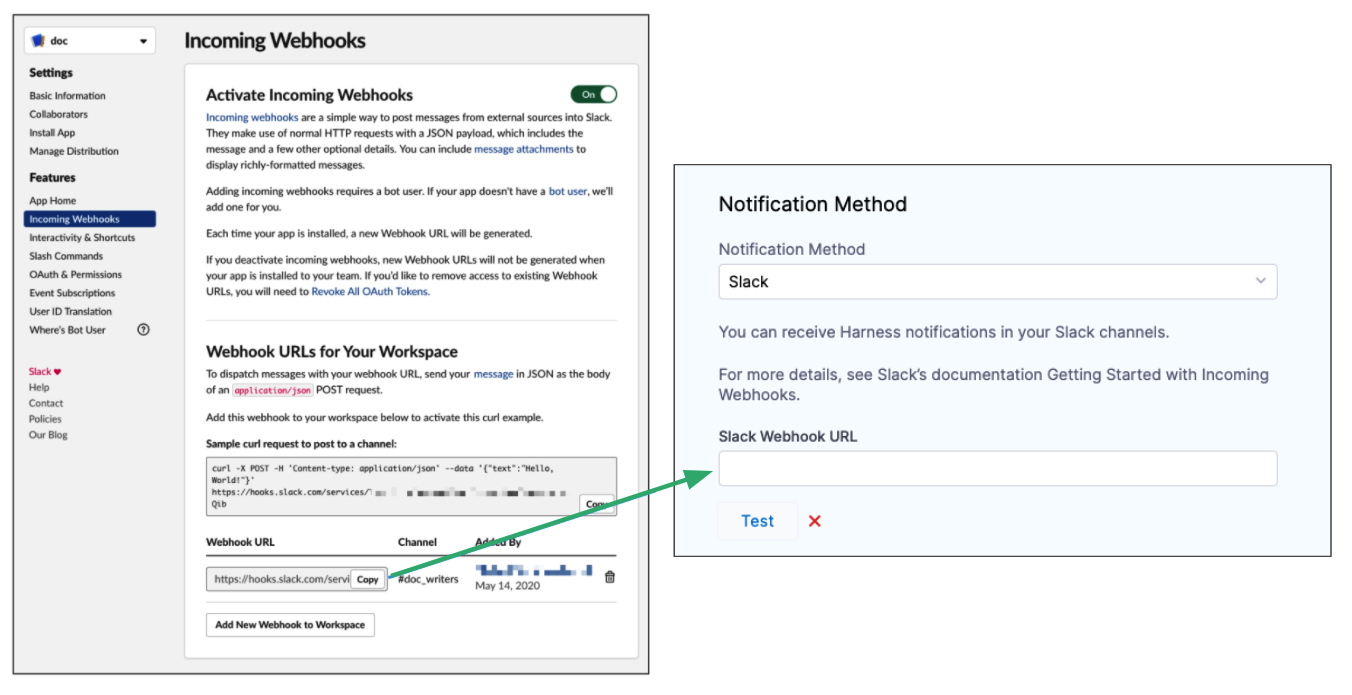 doc
Settings
Basic Information
Collaborators
Install App
Manage Distribution
Features
App Home
Incoming Webhooks
Interactivity & Shortcuts
Slash Commands
OAuth & Permissions
Event Subscriptions
User ID Translation
Where's Bot User
Slack
Help
Contact
Policies
Our Blog
Incoming Webhooks
Activate Incoming Webhooks
On
Incoming webhooks are a simple way to post messages from external sources into Slack.
They make use of normal HTTP requests with a JSON payload, which includes the
message and a few other optional details. You can include message attachments to
display richly-formatted messages.
Adding incoming webhooks requires a bot user. If your app doesn't have a bot user, we'll
add one for you.
Each time your app is installed, a new Webhook URL will be generated.
If you deactivate incoming webhooks, new Webhook URLs will not be generated when
your app is installed to your team. If you'd like to remove access to existing Webhook
URLs, you will need to Revoke All OAuth Tokens.
Webhook URLs for Your Workspace
To dispatch messages with your webhook URL, send your message in JSON as the body
of an application/json POST request.
Add this webhook to your workspace below to activate this curl example.
Sample curl request to post to a channel:
curl -X POST -H 'Content-type: application/json' --data '{"text":"Hello,
World!"}'
https://hooks.slack.com/services/
Qib
Copy
Webhook URL Channel Added By
https://hooks.slack.com/servi Copy #doc_writers
May 14, 2020
Add New Webhook to Workspace
Notification Method
Notification Method
Slack
You can receive Harness notifications in your Slack channels.
For more details, see Slack's documentation Getting Started with Incoming
Webhooks.
Slack Webhook URL
Test